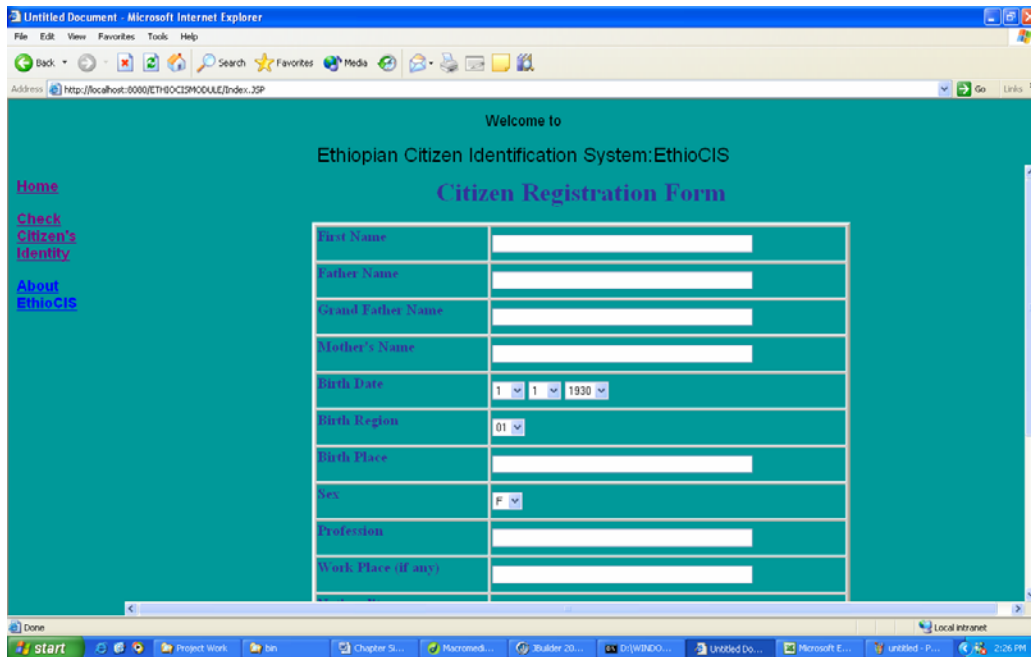 Untitled Document - Microsoft Internet Explorer
File Edit View Favorites Tools Help
Back Search Favorites Media
Address http://localhost:8080/ETHIOCISMODULE/Index.JSP Go Links
Welcome to
Ethiopian Citizen Identification System:EthioCIS
Home
Check
Citizen's
Identity
About
EthioCIS
Citizen Registration Form
First Name
Father Name
Grand Father Name
Mother's Name
Birth Date 1 1 1930
Birth Region 01
Birth Place
Sex F
Profession
Work Place (if any)
Done Local intranet
start Project Work bin Chapter Si... Macromedi... JBuilder 20... D:\WINDO... Untitled Do... Microsoft E... untitled - P... 2:26 PM